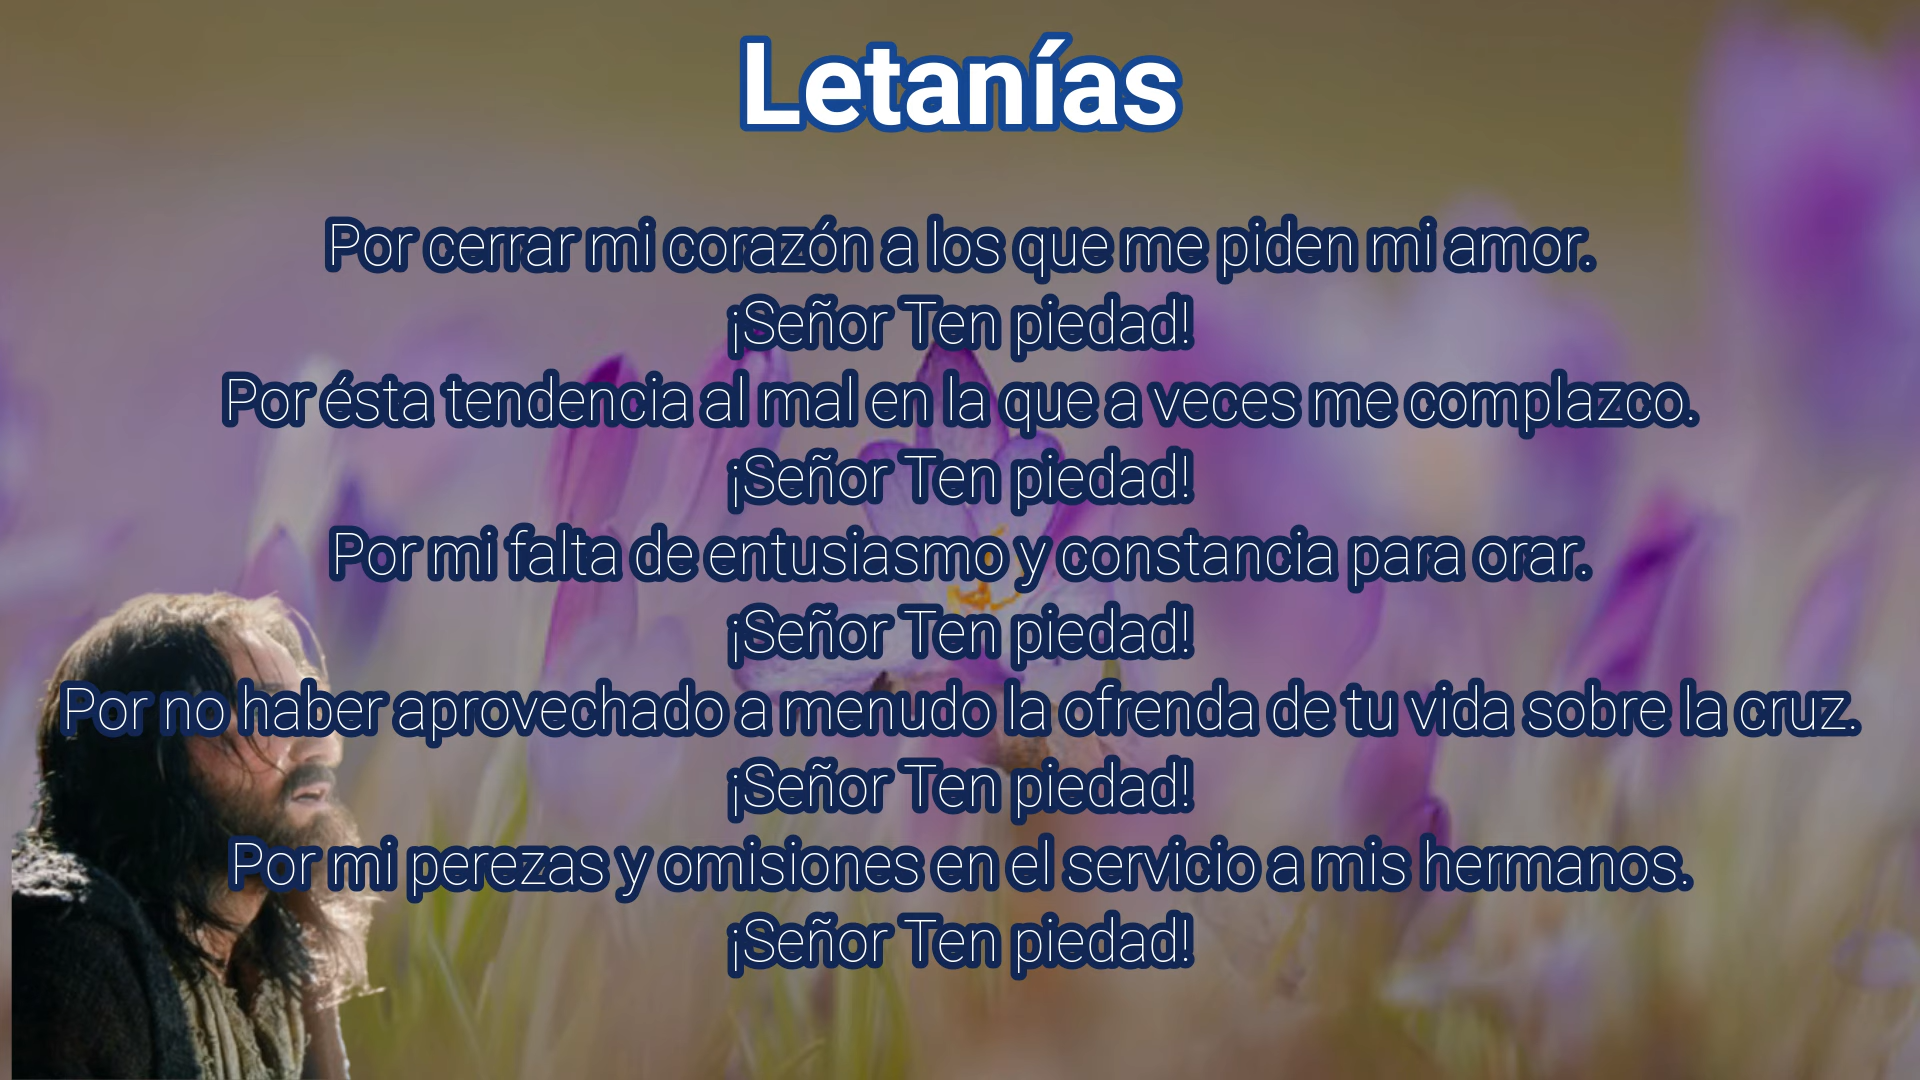 Letanías
Por cerrar mi corazón a los que me piden mi amor.
¡Señor Ten piedad!
Por ésta tendencia al mal en la que a veces me complazco.
¡Señor Ten piedad!
Por mi falta de entusiasmo y constancia para orar.
¡Señor Ten piedad!
Por no haber aprovechado a menudo la ofrenda de tu vida sobre la cruz.
¡Señor Ten piedad!
Por mi perezas y omisiones en el servicio a mis hermanos.
¡Señor Ten piedad!